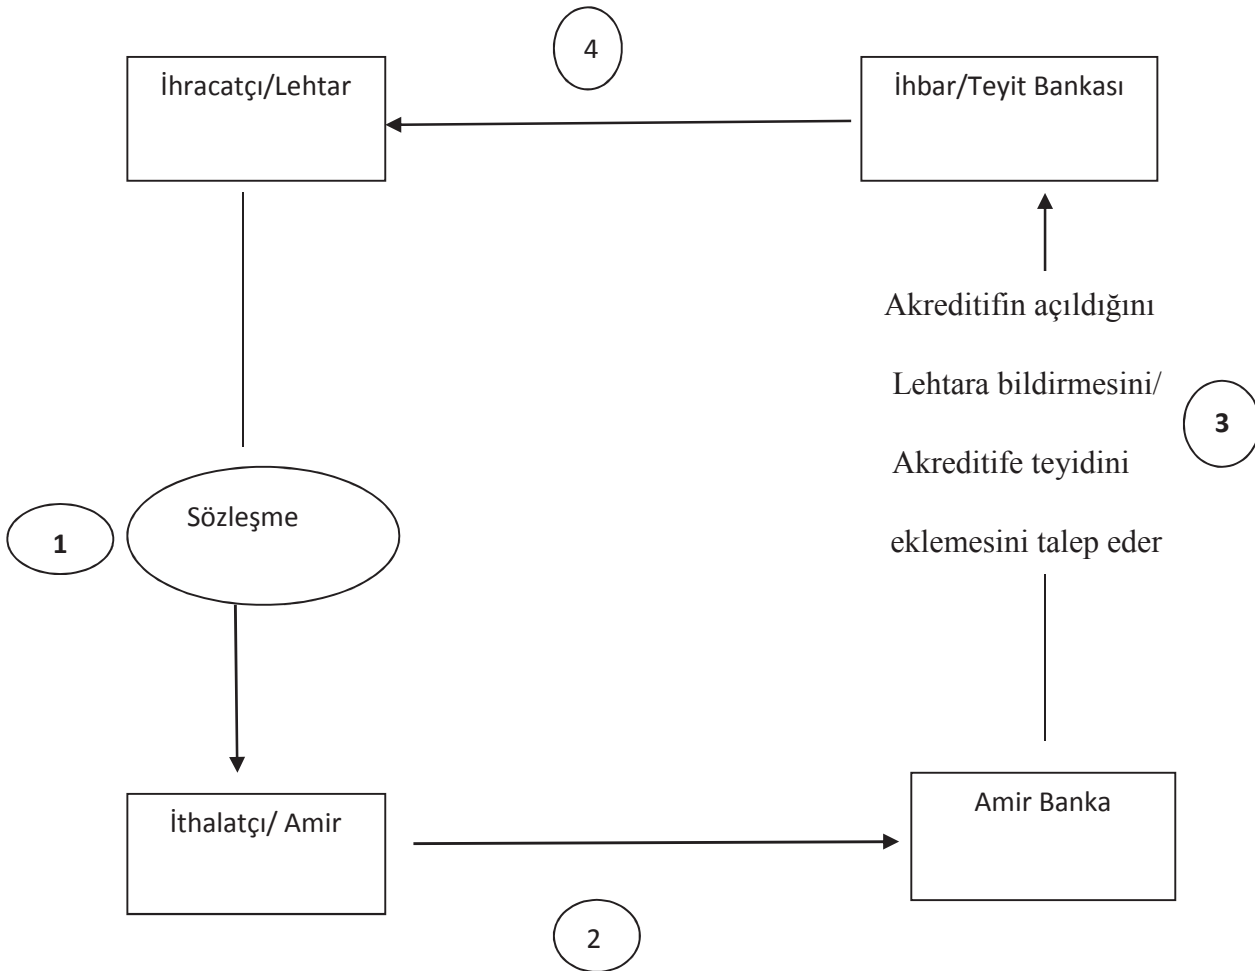 4
İhracatçı/Lehtar
İhbar/Teyit Bankası
Akreditifin açıldığını
Lehtara bildirmesini/
3
Akreditife teyidini
eklemesini talep eder
Sözleşme
1
İthalatçı/ Amir
Amir Banka
2